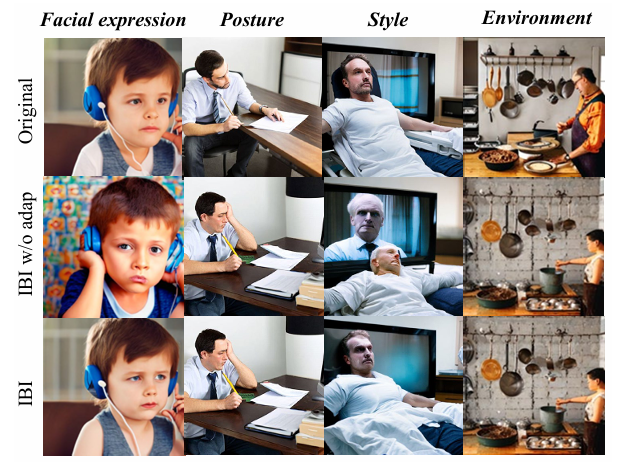 Facial expression Posture Style Environment
Original
IBI w/o adap
IBI